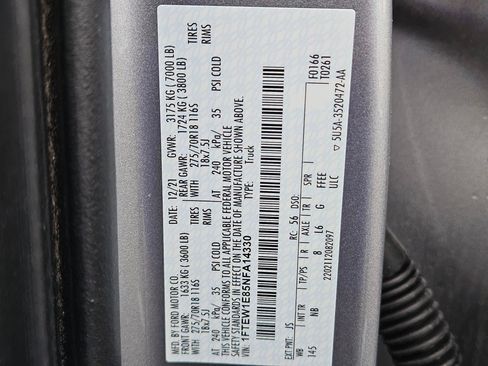 MFD. BY FORD MOTOR CO.
DATE: 12/21 GVWR: 3175 KG ( 7000 LB)
FRONT GAWR: REAR GAWR:
1633 KG ( 3600 LB) 1724 KG ( 3800 LB)
WITH TIRES WITH TIRES
275/70R18 116S 275/70R18 116S
RIMS RIMS
18x7.5J 18x7.5J
AT 240 kPa/ 35 PSI COLD AT 240 kPa/ 35 PSI COLD
THIS VEHICLE CONFORMS TO ALL APPLICABLE FEDERAL MOTOR VEHICLE
SAFETY STANDARDS IN EFFECT ON THE DATE OF MANUFACTURE SHOWN ABOVE.
VIN: 1FTEW1E85NFA14330
TYPE: Truck
F0166
T0261
EXT PNT: JS RC: 56 DSO:
WB INT TR TP/PS R AXLE TR SPR
145 NB 8 L6 G FFEE
ULC
2202112082097
▽ 5U5A-3520472-AA